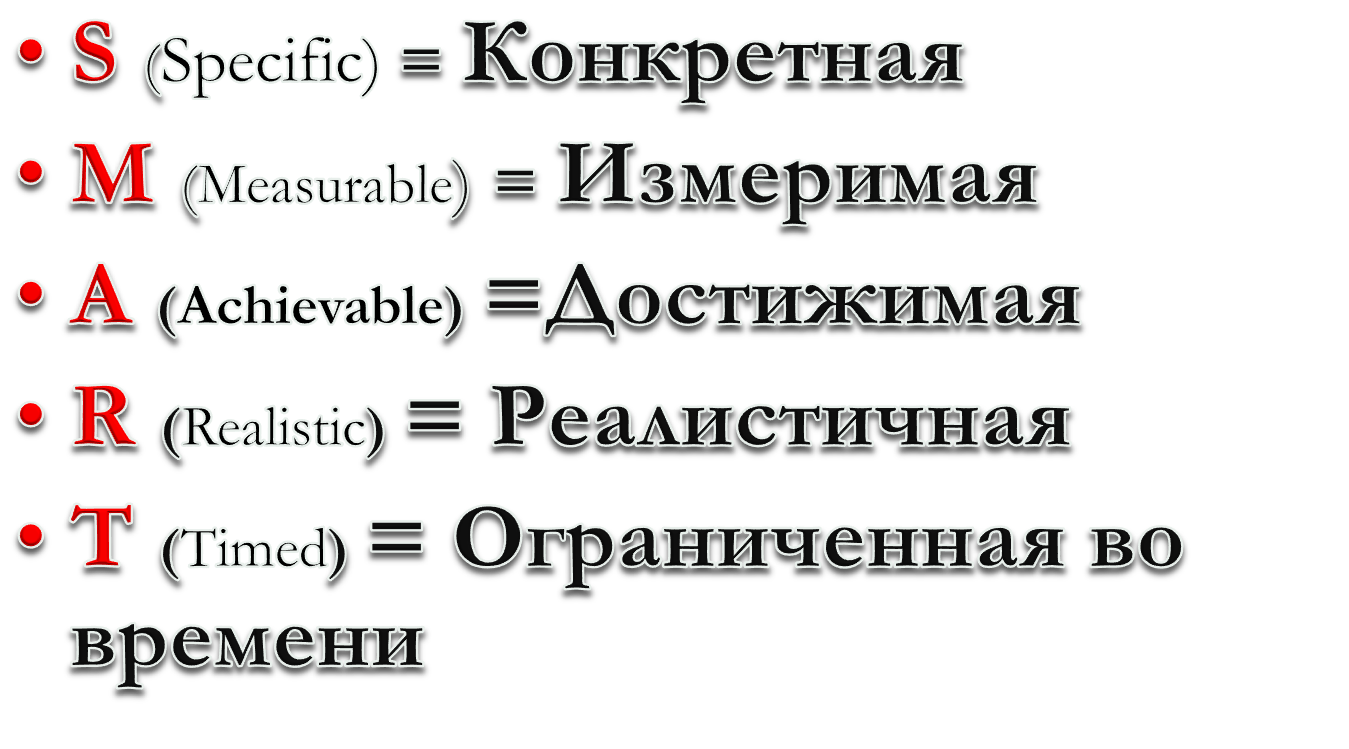 • S (Specific) ≡ Конкретная
• M (Measurable) ≡ Измеримая
• A (Achievable) ≡Достижимая
• R (Realistic) ≡ Реалистичная
• T (Timed) ≡ Ограниченная во
времени